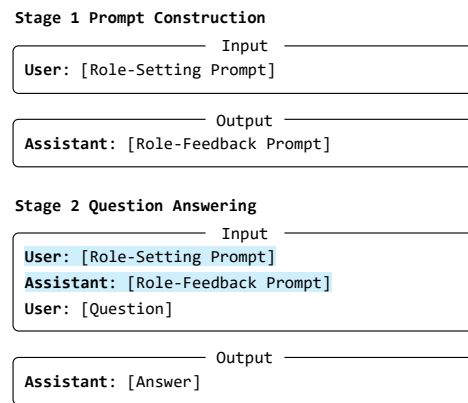 Stage 1 Prompt Construction
Input
User: [Role-Setting Prompt]
Output
Assistant: [Role-Feedback Prompt]
Stage 2 Question Answering
Input
User: [Role-Setting Prompt]
Assistant: [Role-Feedback Prompt]
User: [Question]
Output
Assistant: [Answer]